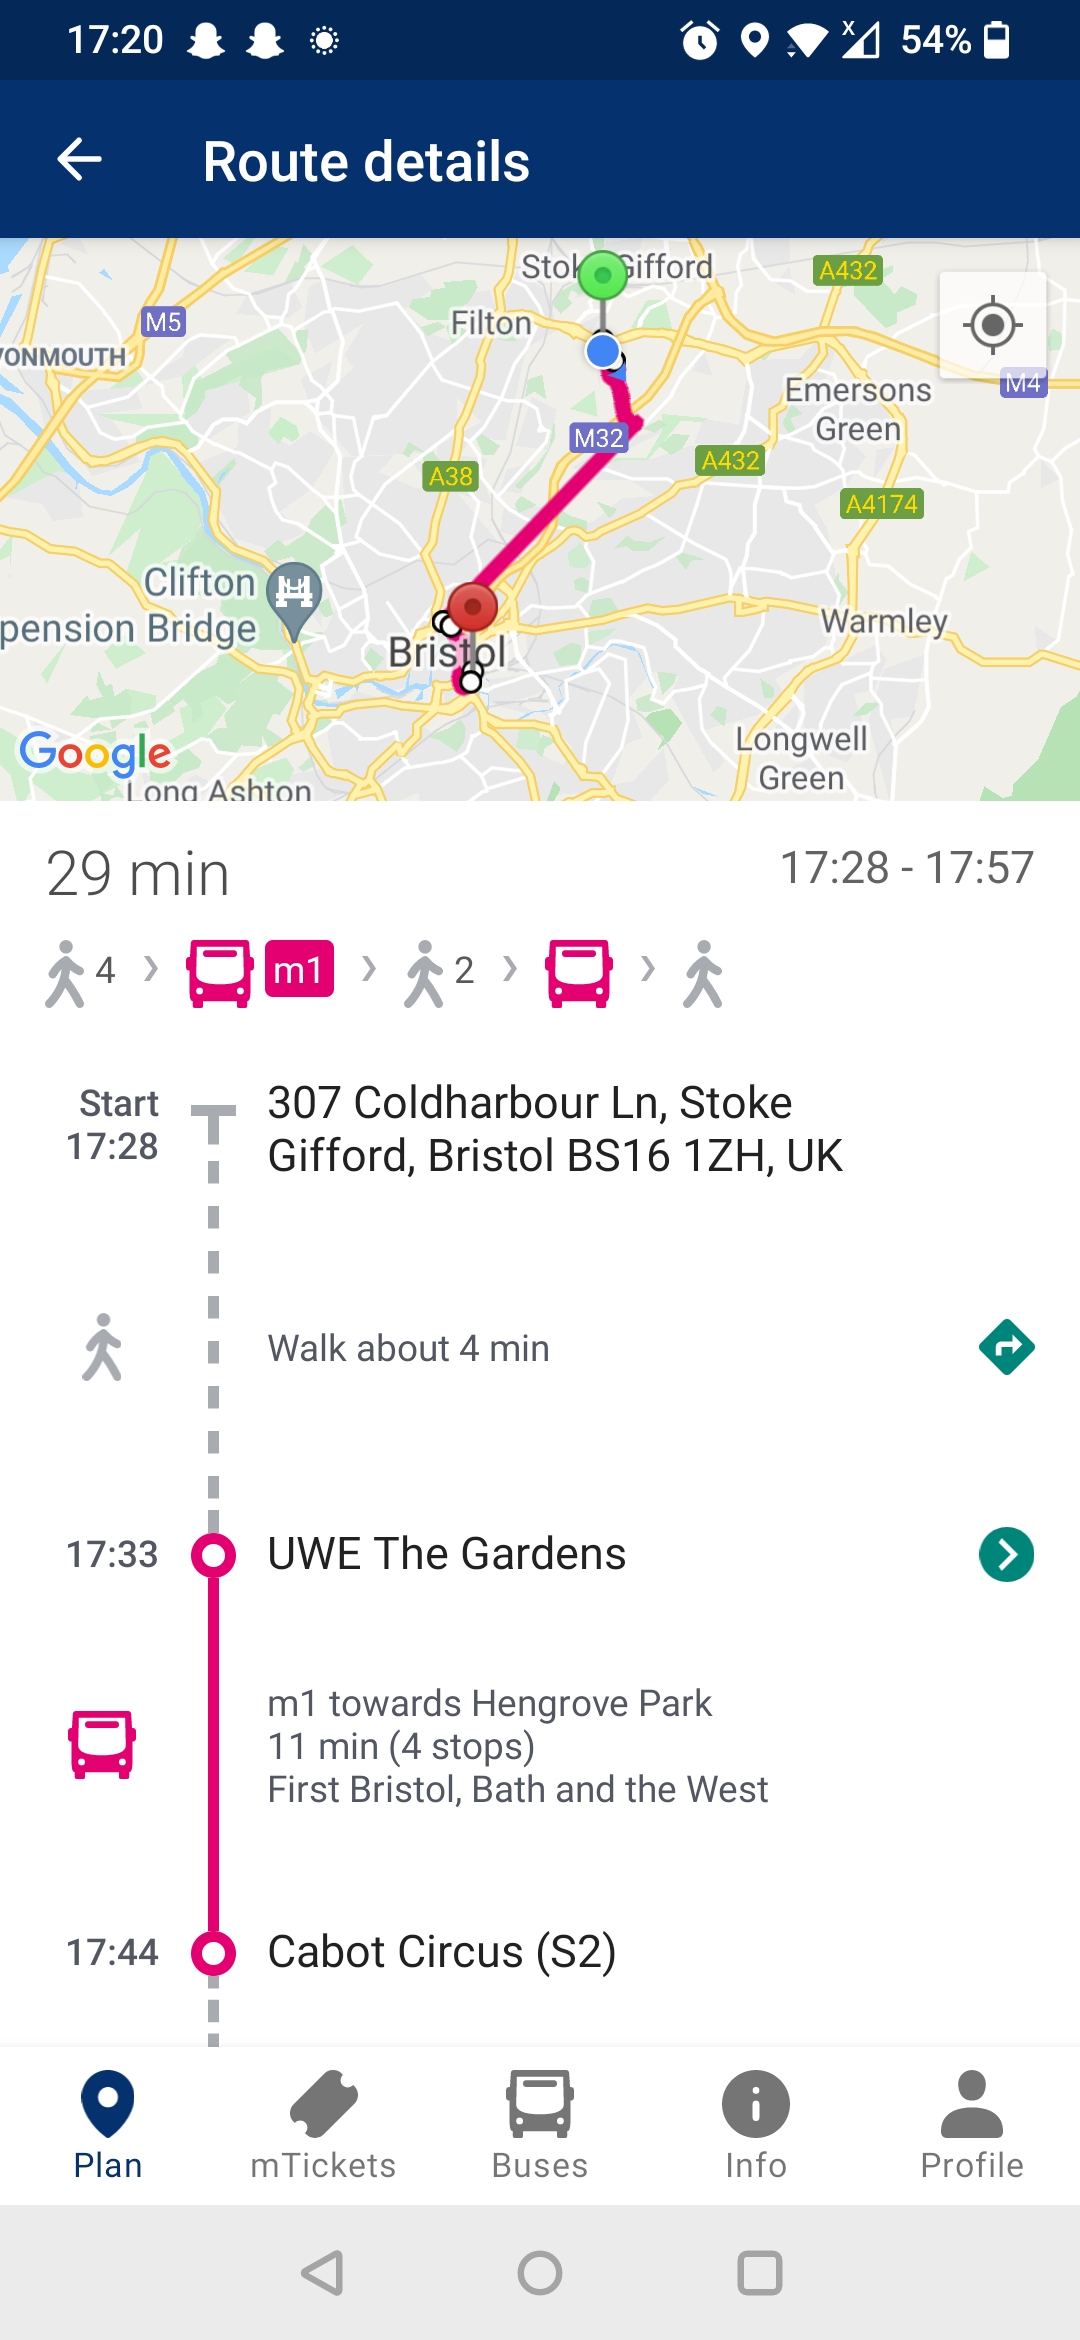 17:20
x
54%
Route details
Stok Gifford
A432
M5
Filton
VONMOUTH
M4
Emersons
Green
M32
A38
A432
A4174
Clifton
pension Bridge
Warmley
Bristol
Longwell
Green
Google
Long Ashton
29 min
17:28 - 17:57
4 m1 2
Start
17:28
307 Coldharbour Ln, Stoke
Gifford, Bristol BS16 1ZH, UK
Walk about 4 min
17:33
UWE The Gardens
m1 towards Hengrove Park
11 min (4 stops)
First Bristol, Bath and the West
17:44
Cabot Circus (S2)
Plan
mTickets
Buses
Info
Profile